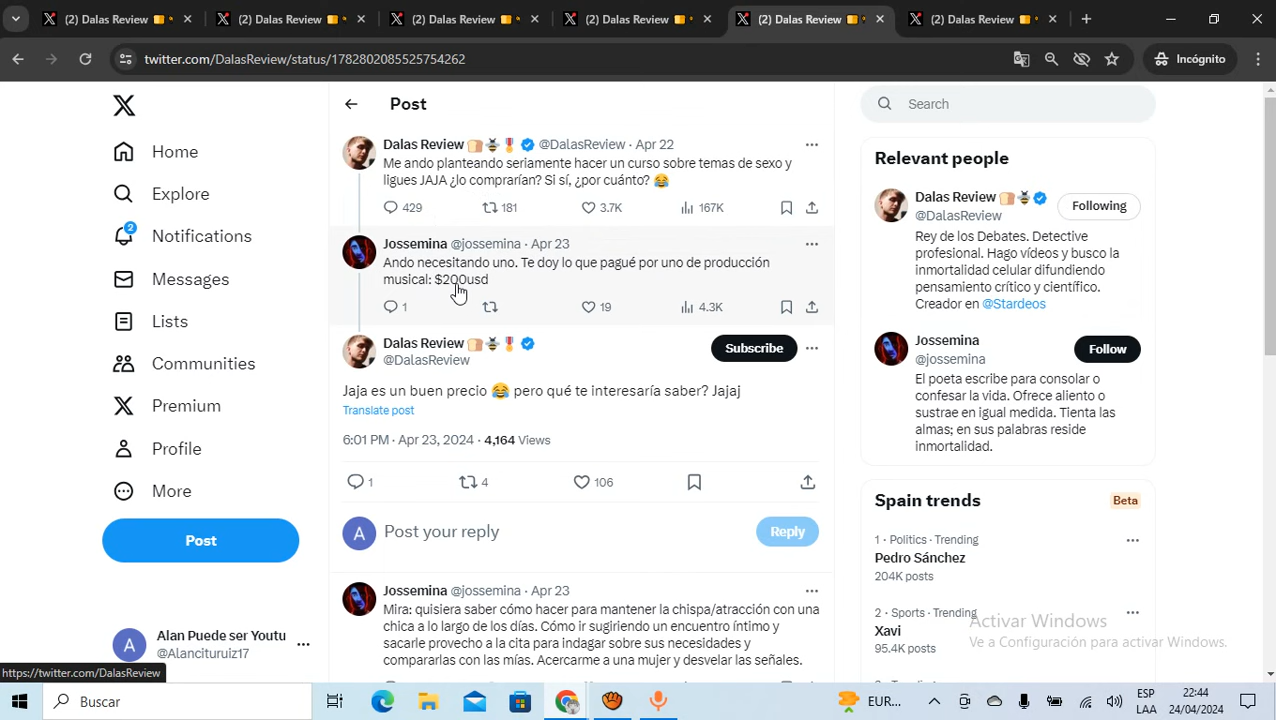 (2) Dalas Review
(2) Dalas Review
(2) Dalas Review
(2) Dalas Review
(2) Dalas Review
(2) Dalas Review
twitter.com/DalasReview/status/1782802085525754262
Incógnito
Home
Explore
2
Notifications
Messages
Lists
Communities
Premium
Profile
More
Post
Alan Puede ser Youtu
@Alancituruiz17
https://twitter.com/DalasReview
Post
Dalas Review @DalasReview · Apr 22
Me ando planteando seriamente hacer un curso sobre temas de sexo y
ligues JAJA ¿lo comprarían? Si sí, ¿por cuánto? 😂
429 181 3.7K 167K
Jossemina @jossemina · Apr 23
Ando necesitando uno. Te doy lo que pagué por uno de producción
musical: $200usd
1 19 4.3K
Dalas Review
@DalasReview
Subscribe
Jaja es un buen precio 😂 pero qué te interesaría saber? Jajaj
Translate post
6:01 PM · Apr 23, 2024 · 4,164 Views
1 4 106
Post your reply
Reply
Jossemina @jossemina · Apr 23
Mira: quisiera saber cómo hacer para mantener la chispa/atracción con una
chica a lo largo de los días. Cómo ir sugiriendo un encuentro íntimo y
sacarle provecho a la cita para indagar sobre sus necesidades y
compararlas con las mías. Acercarme a una mujer y desvelar las señales.
Search
Relevant people
Dalas Review
@DalasReview
Following
Rey de los Debates. Detective
profesional. Hago vídeos y busco la
inmortalidad celular difundiendo
pensamiento crítico y científico.
Creador en @Stardeos
Jossemina
@jossemina
Follow
El poeta escribe para consolar o
confesar la vida. Ofrece aliento o
sustrae en igual medida. Tienta las
almas; en sus palabras reside
inmortalidad.
Spain trends
Beta
1 · Politics · Trending
Pedro Sánchez
204K posts
2 · Sports · Trending
Xavi
95.4K posts
Activar Windows
Ve a Configuración para activar Windows.
Buscar
EUR...
ESP
LAA
22:44
24/04/2024